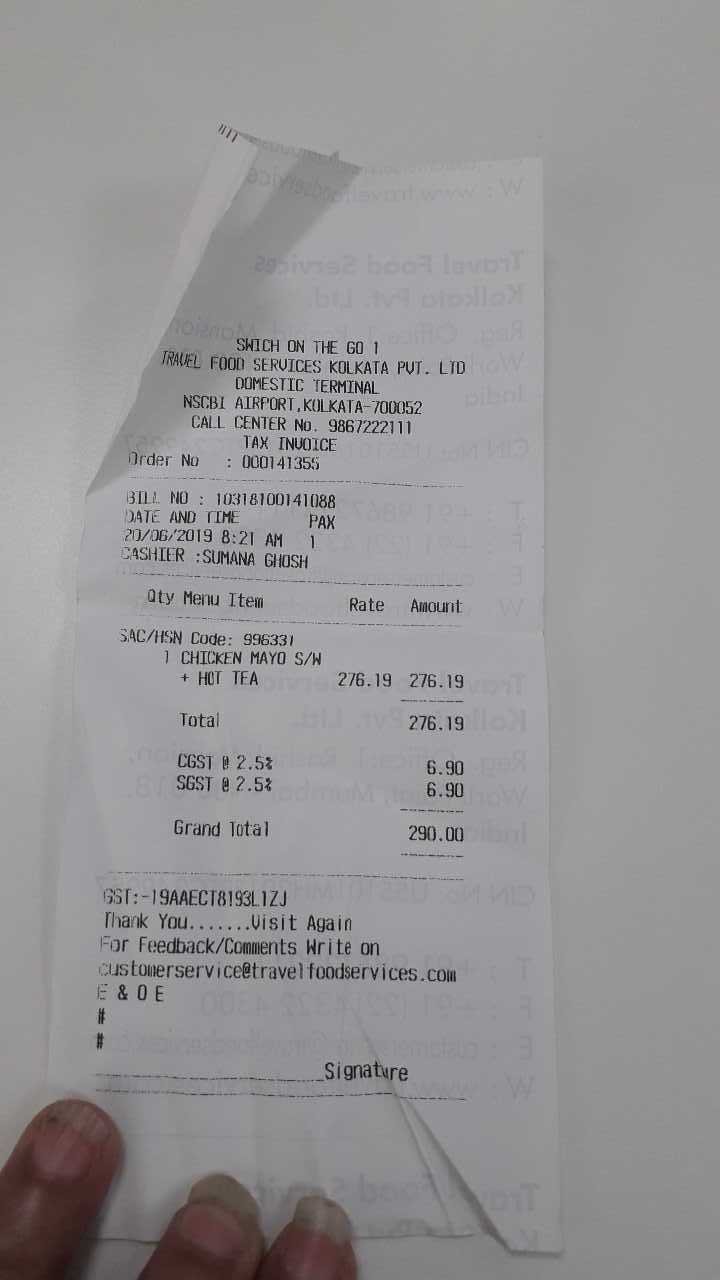 SWICH ON THE GO 1
TRAVEL FOOD SERVICES KOLKATA PVT. LTD
DOMESTIC TERMINAL
NSCBI AIRPORT,KOLKATA-700052
CALL CENTER No. 9867222111
TAX INVOICE
Order No : 000141355
BILL NO : 10318100141088
DATE AND TIME PAX
20/06/2019 8:21 AM 1
CASHIER :SUMANA GHOSH
Qty Menu Item Rate Amount
SAC/HSN Code: 996331
1 CHICKEN MAYO S/W
+ HOT TEA 276.19 276.19
Total 276.19
CGST @ 2.5% 6.90
SGST @ 2.5% 6.90
Grand Total 290.00
GST:-19AAECT8193L1ZJ
Thank You.......Visit Again
For Feedback/Comments Write on
customerservice@travelfoodservices.com
E & O E
#
#
Signature